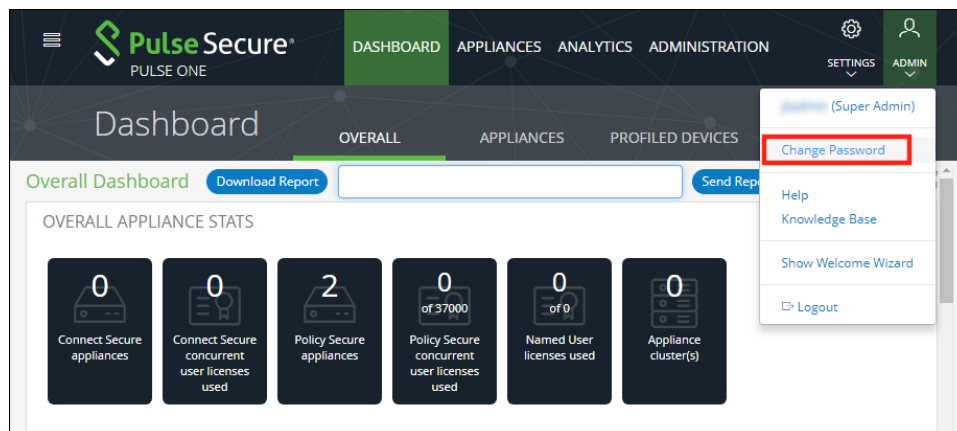 Pulse Secure®
PULSE ONE
DASHBOARD
APPLIANCES
ANALYTICS
ADMINISTRATION
SETTINGS
ADMIN
Dashboard
OVERALL
APPLIANCES
PROFILED DEVICES
(Super Admin)
Change Password
Help
Knowledge Base
Show Welcome Wizard
Logout
Overall Dashboard
Download Report
Send Repo
OVERALL APPLIANCE STATS
0
Connect Secure
appliances
0
Connect Secure
concurrent
user licenses
used
2
Policy Secure
appliances
0
of 37000
Policy Secure
concurrent
user licenses
used
0
of 0
Named User
licenses used
0
Appliance
cluster(s)